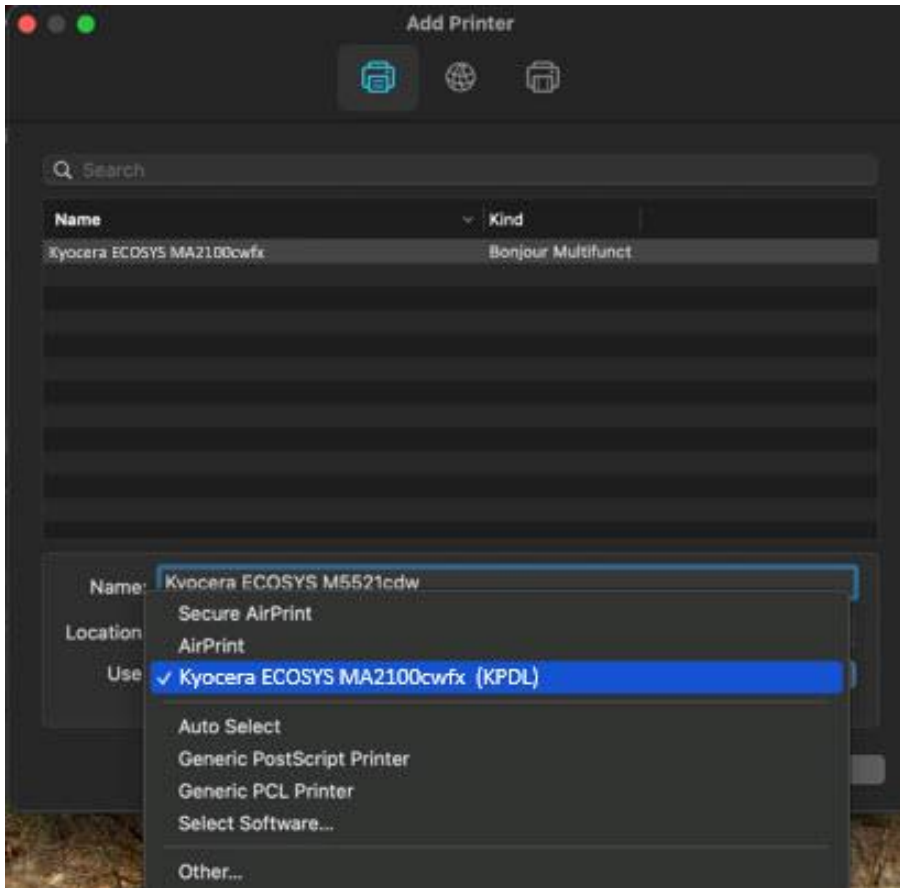 Add Printer
Search
Name Kind
Kyocera ECOSYS MA2100cwfx Bonjour Multifunct
Name: Kyocera ECOSYS M5521cdw
Secure AirPrint
Location
AirPrint
Use ✓ Kyocera ECOSYS MA2100cwfx (KPDL)
Auto Select
Generic PostScript Printer
Generic PCL Printer
Select Software...
Other...